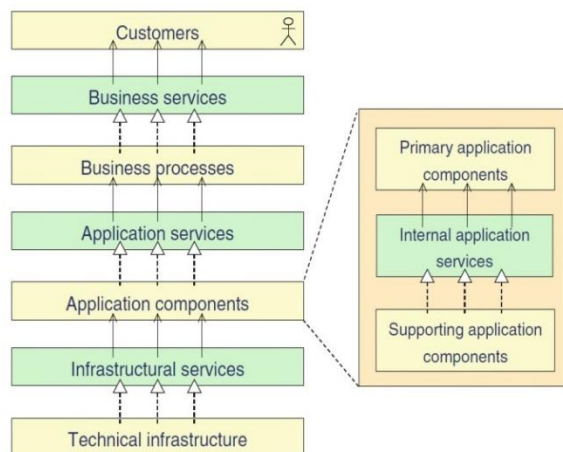 Customers
Business services
Business processes
Application services
Application components
Infrastructural services
Technical infrastructure
Primary application
components
Internal application
services
Supporting application
components